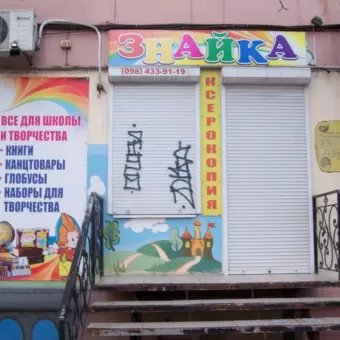 ЗНАЙКА
(098) 433-91-19
КСЕРОКОПИЯ
ВСЕ ДЛЯ ШКОЛЫ
И ТВОРЧЕСТВА
• КНИГИ
• КАНЦТОВАРЫ
• ГЛОБУСЫ
• НАБОРЫ ДЛЯ
ТВОРЧЕСТВА